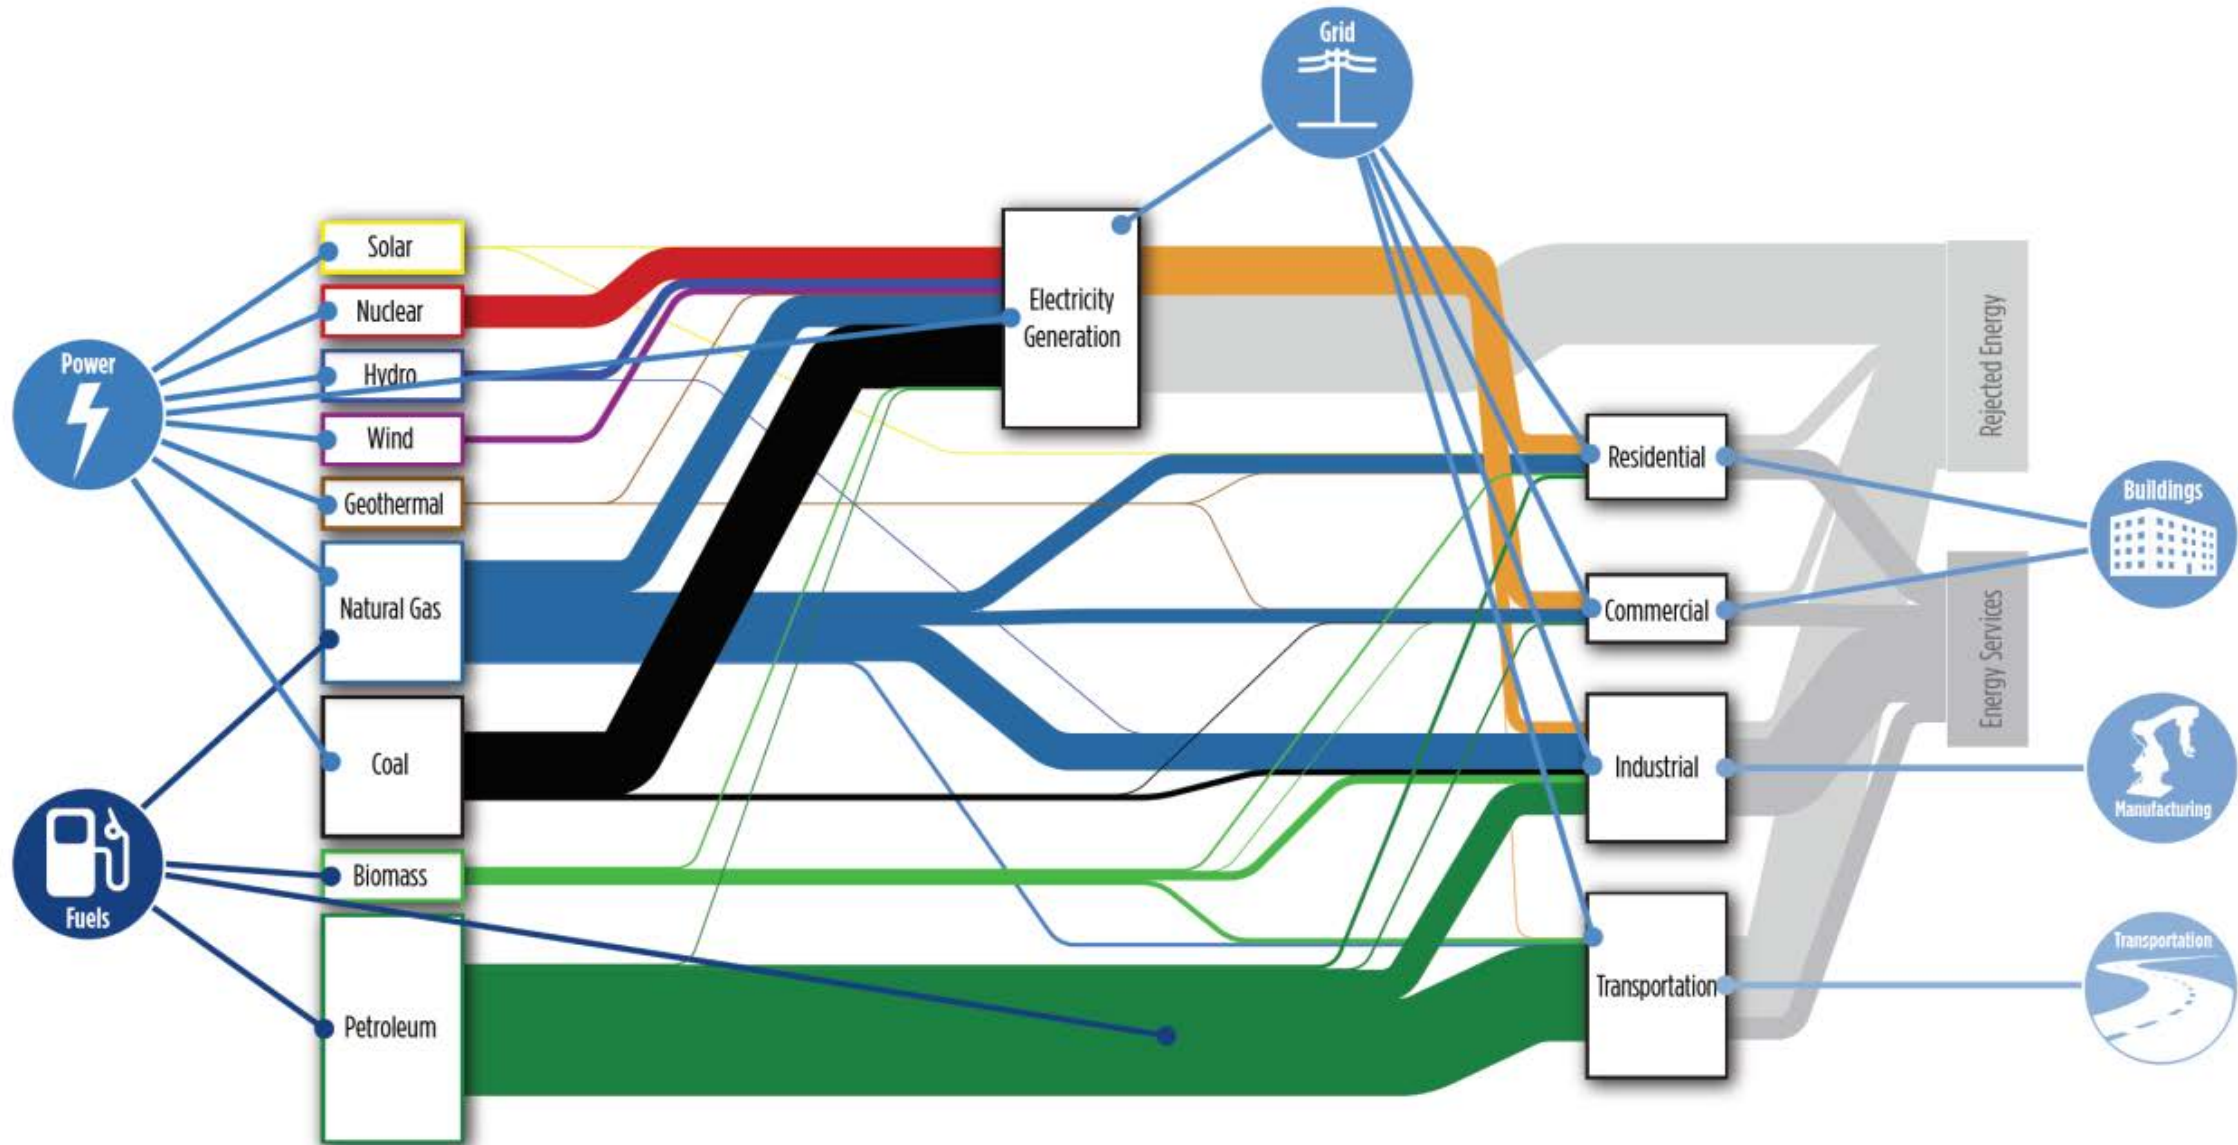 Grid
Solar
Nuclear
Power
Hydro
Wind
Geothermal
Natural Gas
Coal
Biomass
Fuels
Petroleum
Electricity
Generation
Residential
Commercial
Industrial
Transportation
Rejected Energy
Energy Services
Buildings
Manufacturing
Transportation